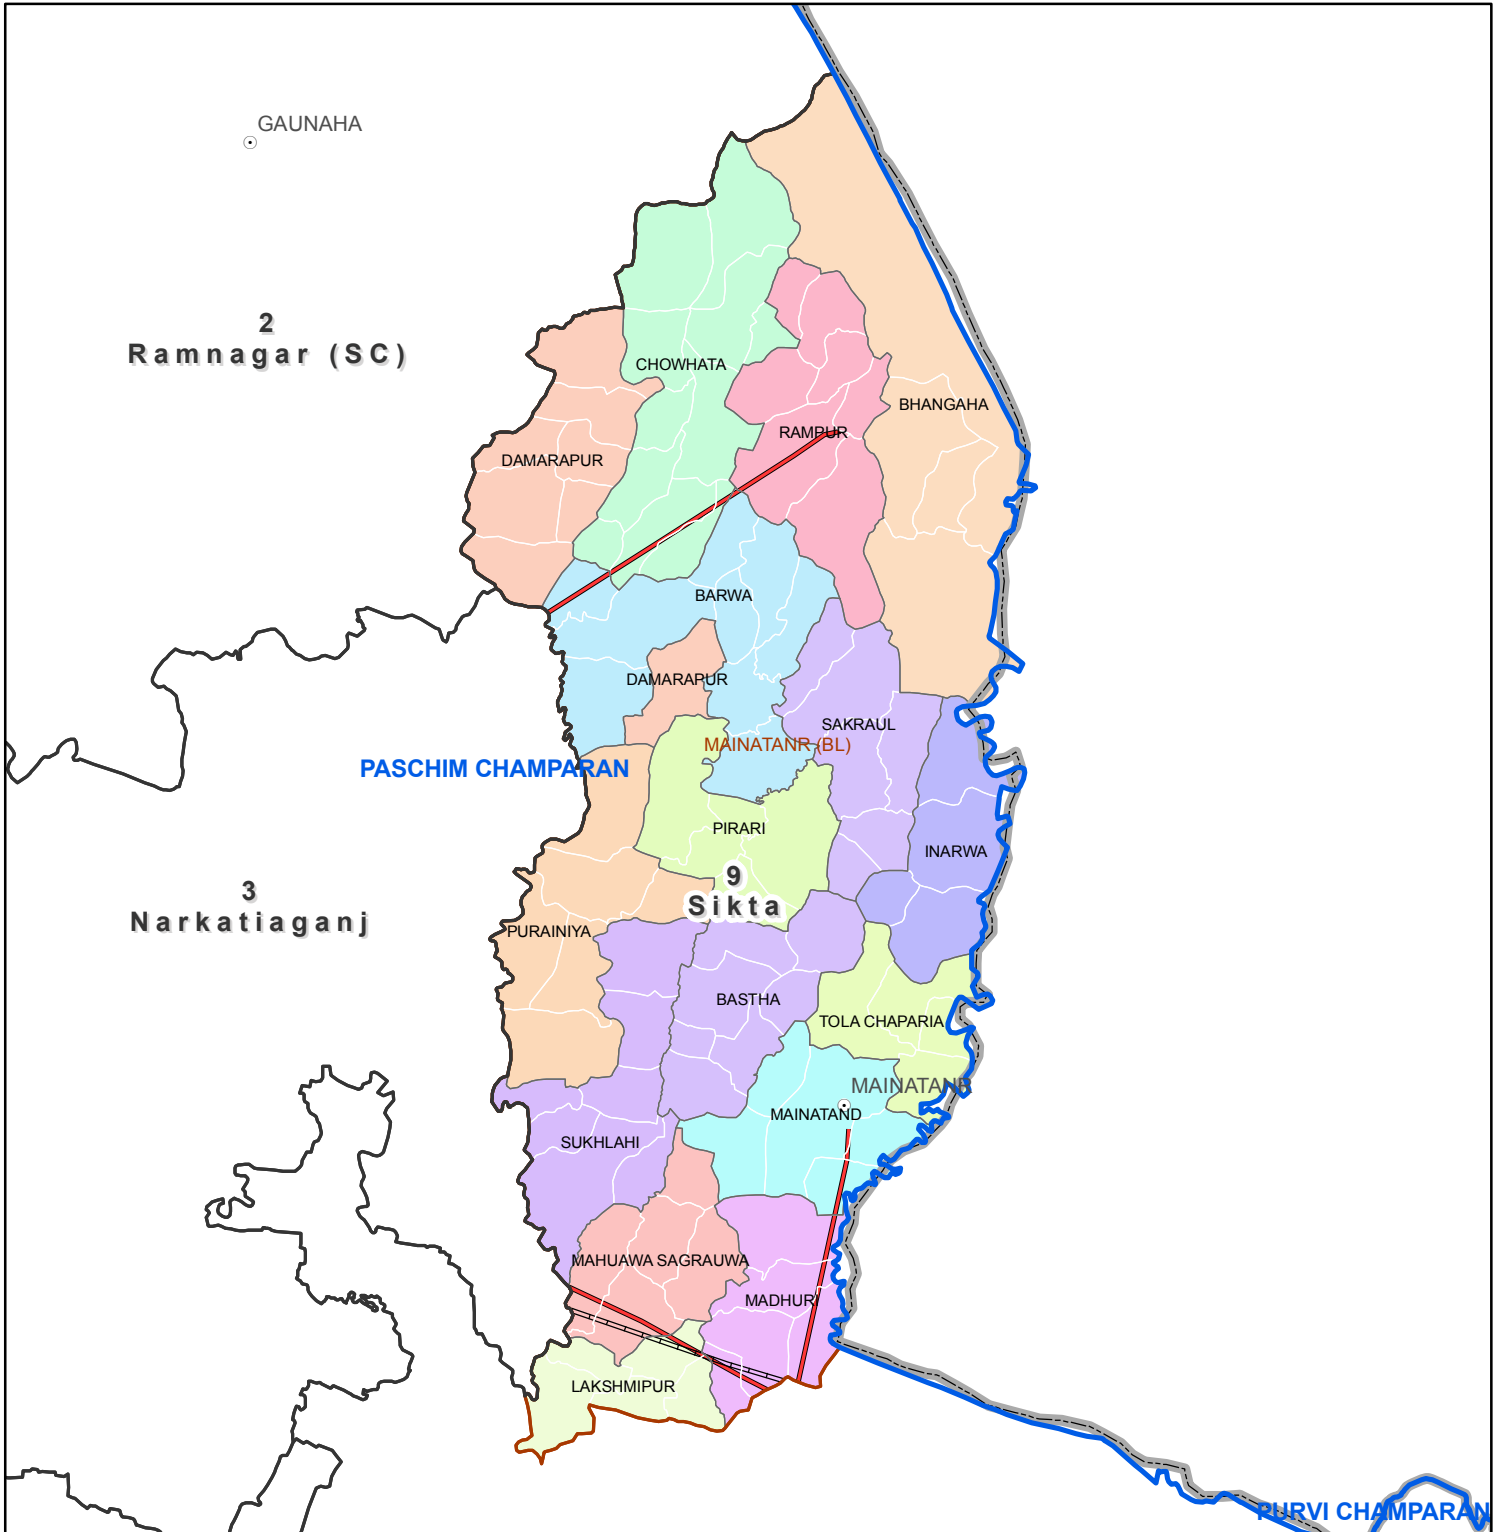 GAUNAHA
2
Ramnagar (SC)
CHOWHATA
BHANGAHA
RAMPUR
DAMARAPUR
BARWA
DAMARAPUR
SAKRAUL
MAINATANR (BL)
PASCHIM CHAMPARAN
PIRARI
INARWA
9
Sikta
3
Narkatiaganj
PURAINIYA
BASTHA
TOLA CHAPARIA
MAINATANR
MAINATAND
SUKHLAHI
MAHUAWA SAGRAUWA
MADHURI
LAKSHMIPUR
PURVI CHAMPARAN